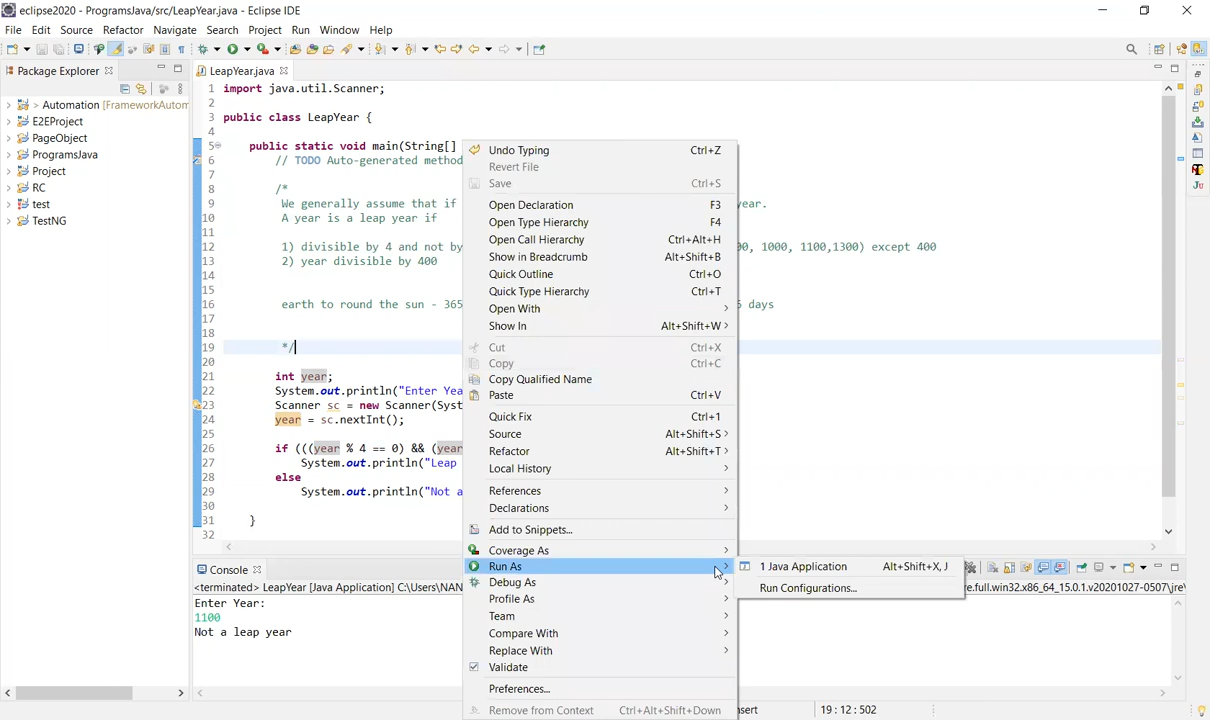 eclipse2020 - ProgramsJava/src/LeapYear.java - Eclipse IDE
File Edit Source Refactor Navigate Search Project Run Window Help
Package Explorer
LeapYear.java
> Automation [FrameworkAutom
E2EProject
PageObject
ProgramsJava
Project
RC
test
TestNG
1 import java.util.Scanner;
2
3 public class LeapYear {
4
5 public static void main(String[]
6 // TODO Auto-generated method
7
8 /*
9 We generally assume that if year.
10 A year is a leap year if
11
12 1) divisible by 4 and not by 00, 1000, 1100,1300) except 400
13 2) year divisible by 400
14
15
16 earth to round the sun - 365 days
17
18
19 */
20
21 int year;
22 System.out.println("Enter Yea
23 Scanner sc = new Scanner(Syst
24 year = sc.nextInt();
25
26 if (((year % 4 == 0) && (year
27 System.out.println("Leap
28 else
29 System.out.println("Not a
30
31 }
32
Undo Typing Ctrl+Z
Revert File
Save Ctrl+S
Open Declaration F3
Open Type Hierarchy F4
Open Call Hierarchy Ctrl+Alt+H
Show in Breadcrumb Alt+Shift+B
Quick Outline Ctrl+O
Quick Type Hierarchy Ctrl+T
Open With >
Show In Alt+Shift+W >
Cut Ctrl+X
Copy Ctrl+C
Copy Qualified Name
Paste Ctrl+V
Quick Fix Ctrl+1
Source Alt+Shift+S >
Refactor Alt+Shift+T >
Local History >
References >
Declarations >
Add to Snippets...
Coverage As >
Run As >
Debug As >
Profile As >
Team >
Compare With >
Replace With >
Validate
Preferences...
Remove from Context Ctrl+Alt+Shift+Down
1 Java Application Alt+Shift+X, J
Run Configurations...
Console
<terminated> LeapYear [Java Application] C:\Users\NAN re.full.win32.x86_64_15.0.1.v20201027-0507\jre\
Enter Year:
1100
Not a leap year
nsert
19 : 12 : 502